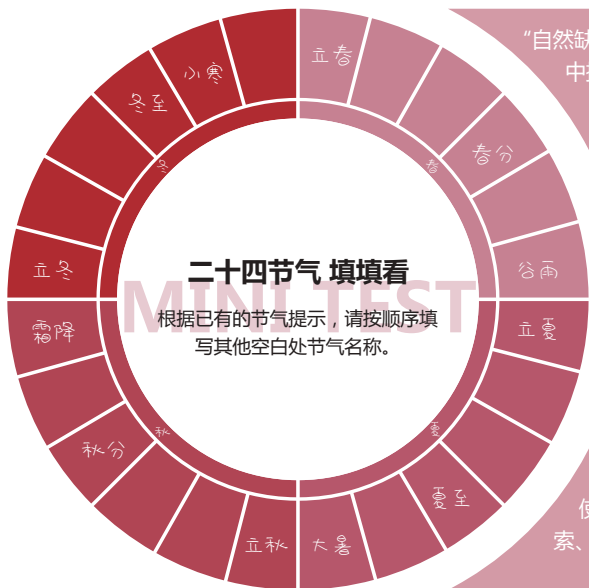 立春
春分
谷雨
立夏
夏至
大暑
立秋
秋分
霜降
立冬
冬至
小寒
春
夏
秋
冬
二十四节气 填填看
MINI TEST
根据已有的节气提示，请按顺序填
写其他空白处节气名称。
“自然缺
中
使
索、